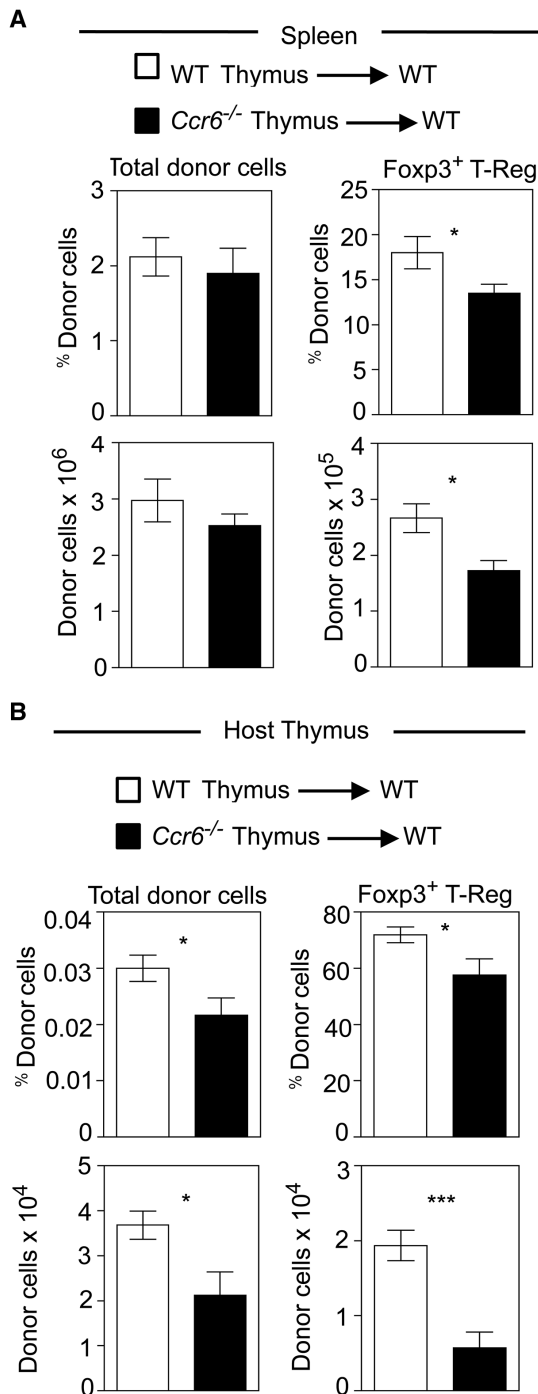 A
Spleen
WT Thymus → WT
Ccr6-/- Thymus → WT
Total donor cells
% Donor cells
3
2
1
0
Foxp3+ T-Reg
% Donor cells
25
20
15
10
5
0
*
Donor cells x 10^6
4
3
2
1
0
Donor cells x 10^5
4
3
2
1
0
*
B
Host Thymus
WT Thymus → WT
Ccr6-/- Thymus → WT
Total donor cells
% Donor cells
0.04
0.03
0.02
0.01
0
*
Foxp3+ T-Reg
% Donor cells
80
60
40
20
0
*
Donor cells x 10^4
5
4
3
2
1
0
*
Donor cells x 10^4
3
2
1
0
***